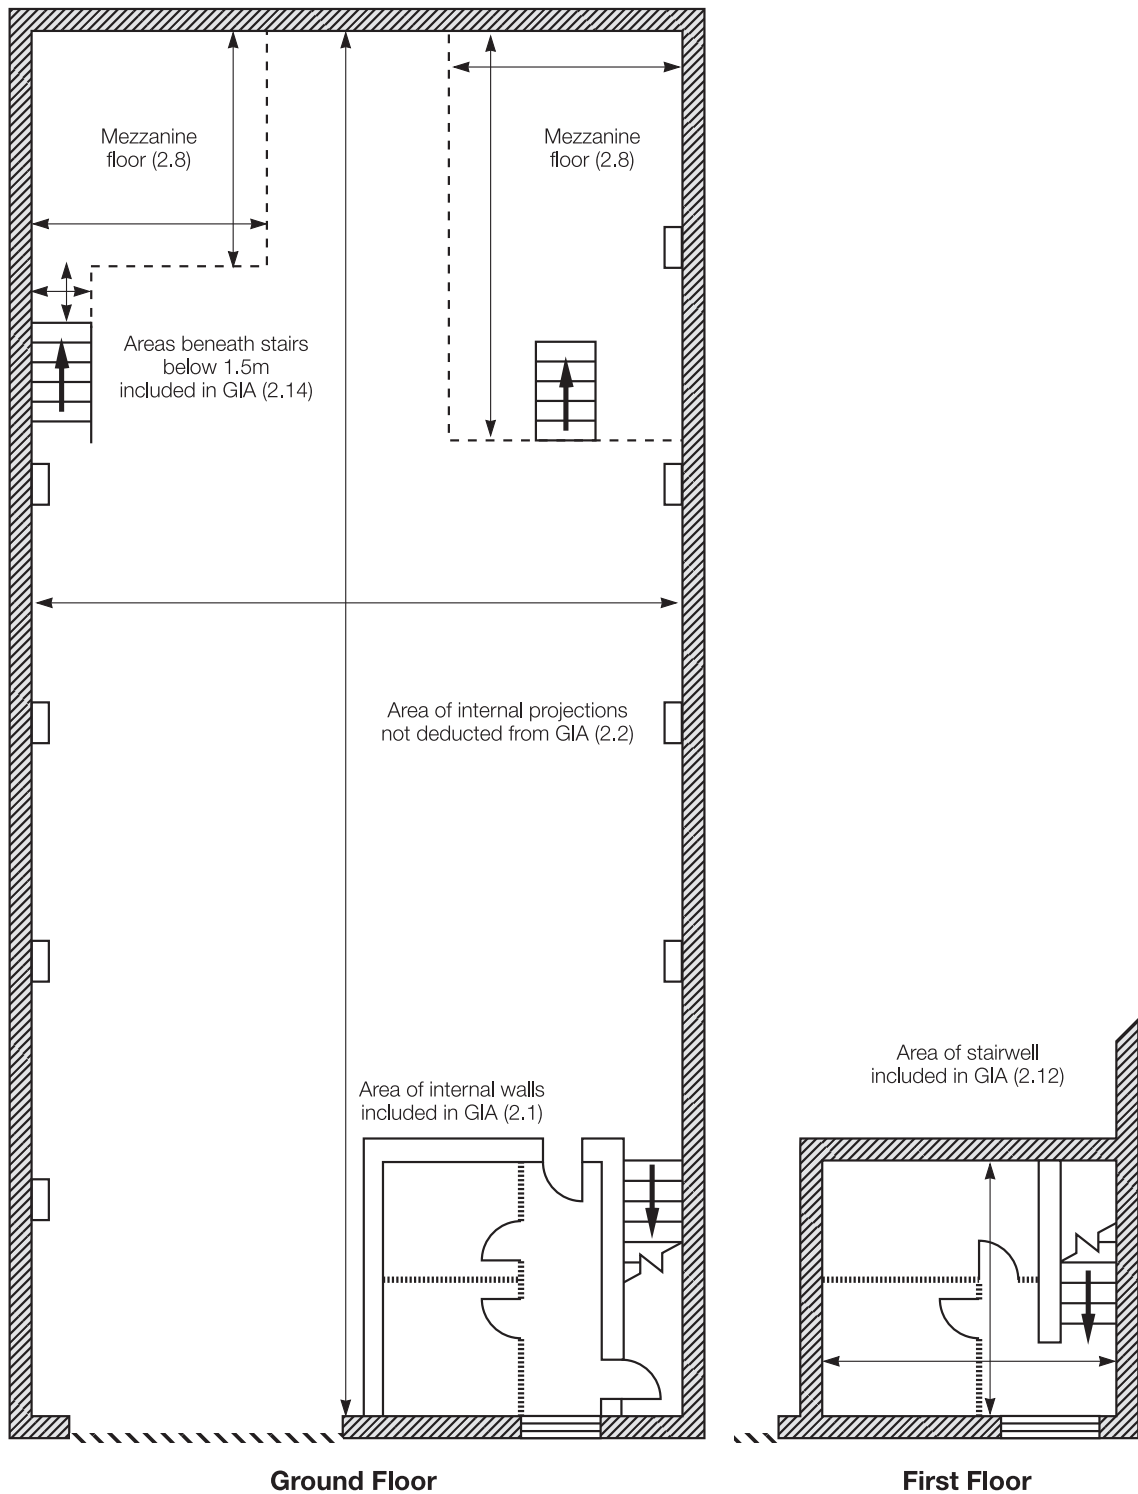 Mezzanine
floor (2.8)
Mezzanine
floor (2.8)
Areas beneath stairs
below 1.5m
included in GIA (2.14)
Area of internal projections
not deducted from GIA (2.2)
Area of internal walls
included in GIA (2.1)
Area of stairwell
included in GIA (2.12)
Ground Floor
First Floor